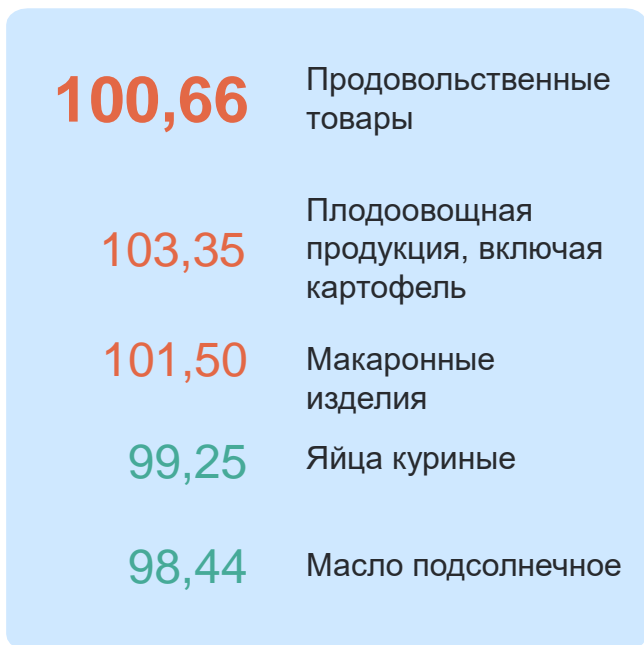 100,66
Продовольственные
товары
103,35
Плодоовощная
продукция, включая
картофель
101,50
Макаронные
изделия
99,25
Яйца куриные
98,44
Масло подсолнечное